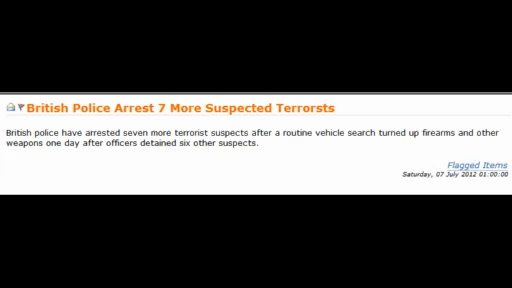 British Police Arrest 7 More Suspected Terrorsts
British police have arrested seven more terrorist suspects after a routine vehicle search turned up firearms and other
weapons one day after officers detained six other suspects.
Flagged Items
Saturday, 07 July 2012 01:00:00